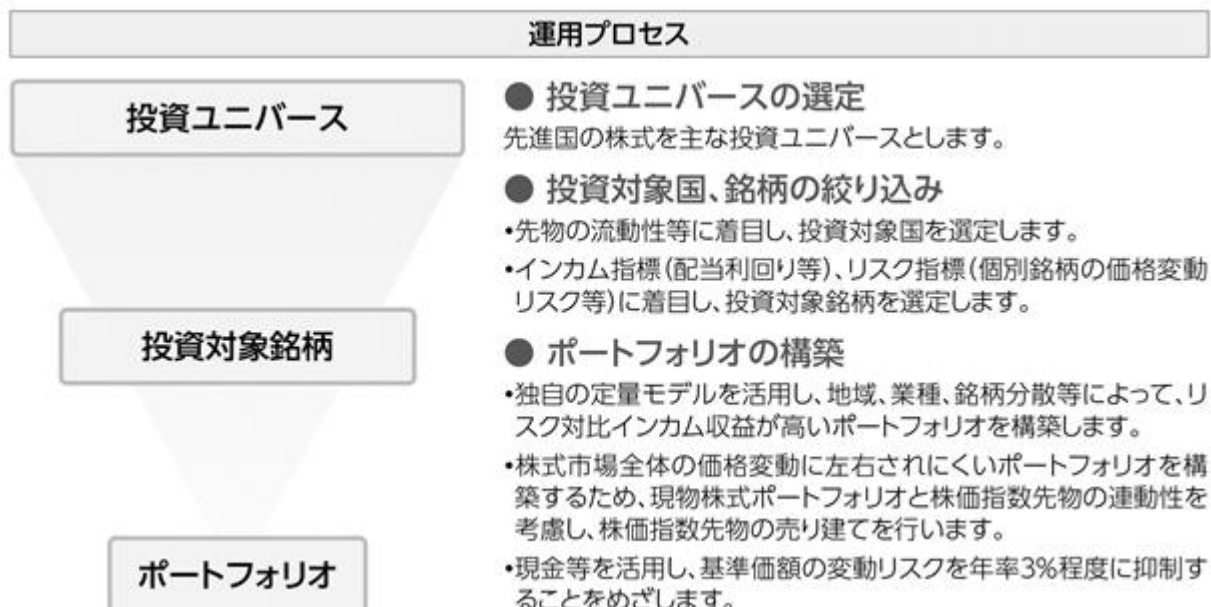 運用プロセス
投資ユニバース
● 投資ユニバースの選定
先進国の株式を主な投資ユニバースとします。
● 投資対象国、銘柄の絞り込み
•先物の流動性等に着目し、投資対象国を選定します。
•インカム指標(配当利回り等)、リスク指標(個別銘柄の価格変動
リスク等)に着目し、投資対象銘柄を選定します。
投資対象銘柄
● ポートフォリオの構築
•独自の定量モデルを活用し、地域、業種、銘柄分散等によって、リ
スク対比インカム収益が高いポートフォリオを構築します。
•株式市場全体の価格変動に左右されにくいポートフォリオを構
築するため、現物株式ポートフォリオと株価指数先物の連動性を
考慮し、株価指数先物の売り建てを行います。
ポートフォリオ
•現金等を活用し、基準価額の変動リスクを年率3%程度に抑制す
ることをめざします。